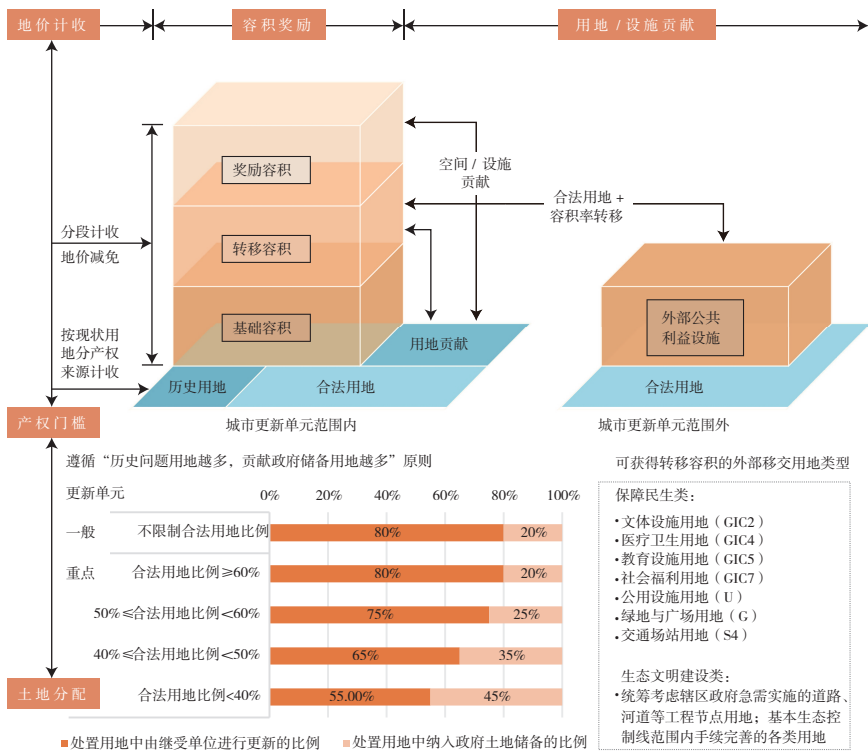 地价计收
容积奖励
用地 / 设施贡献
奖励容积
转移容积
基础容积
空间 / 设施
贡献
合法用地 +
容积率转移
分段计收
地价减免
按现状用
地分产权
来源计收
外部公共
利益设施
用地贡献
历史用地
合法用地
合法用地
产权门槛
城市更新单元范围内
城市更新单元范围外
遵循“历史问题用地越多，贡献政府储备用地越多”原则
可获得转移容积的外部移交用地类型
更新单元
0% 20% 40% 60% 80% 100%
一般 不限制合法用地比例 80% 20%
重点 合法用地比例≥60% 80% 20%
50%≤合法用地比例<60% 75% 25%
40%≤合法用地比例<50% 65% 35%
合法用地比例<40% 55.00% 45%
土地分配
■处置用地中由继受单位进行更新的比例 ■处置用地中纳入政府土地储备的比例
保障民生类：
•文体设施用地（GIC2）
•医疗卫生用地（GIC4）
•教育设施用地（GIC5）
•社会福利用地（GIC7）
•公用设施用地（U）
•绿地与广场用地（G）
•交通场站用地（S4）
生态文明建设类：
•统筹考虑辖区政府急需实施的道路、
河道等工程节点用地；基本生态控
制线范围内手续完善的各类用地